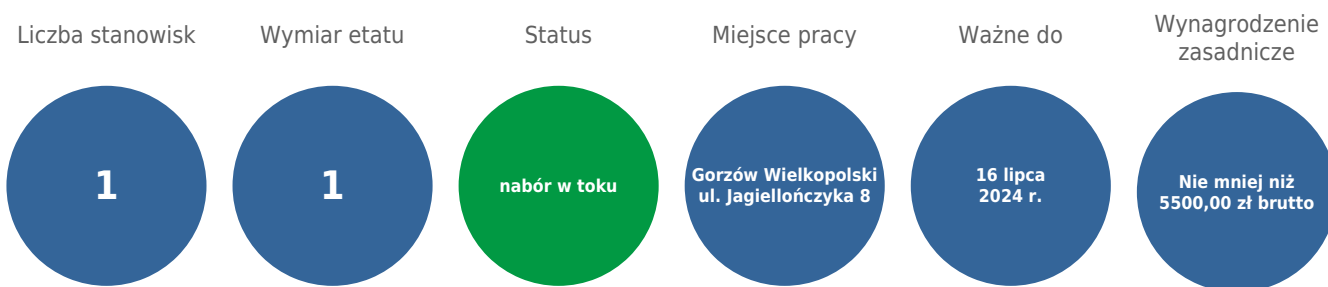 Liczba stanowisk
1
Wymiar etatu
1
Status
nabór w toku
Miejsce pracy
Gorzów Wielkopolski
ul. Jagiellończyka 8
Ważne do
16 lipca
2024 r.
Wynagrodzenie
zasadnicze
Nie mniej niż
5500,00 zł brutto